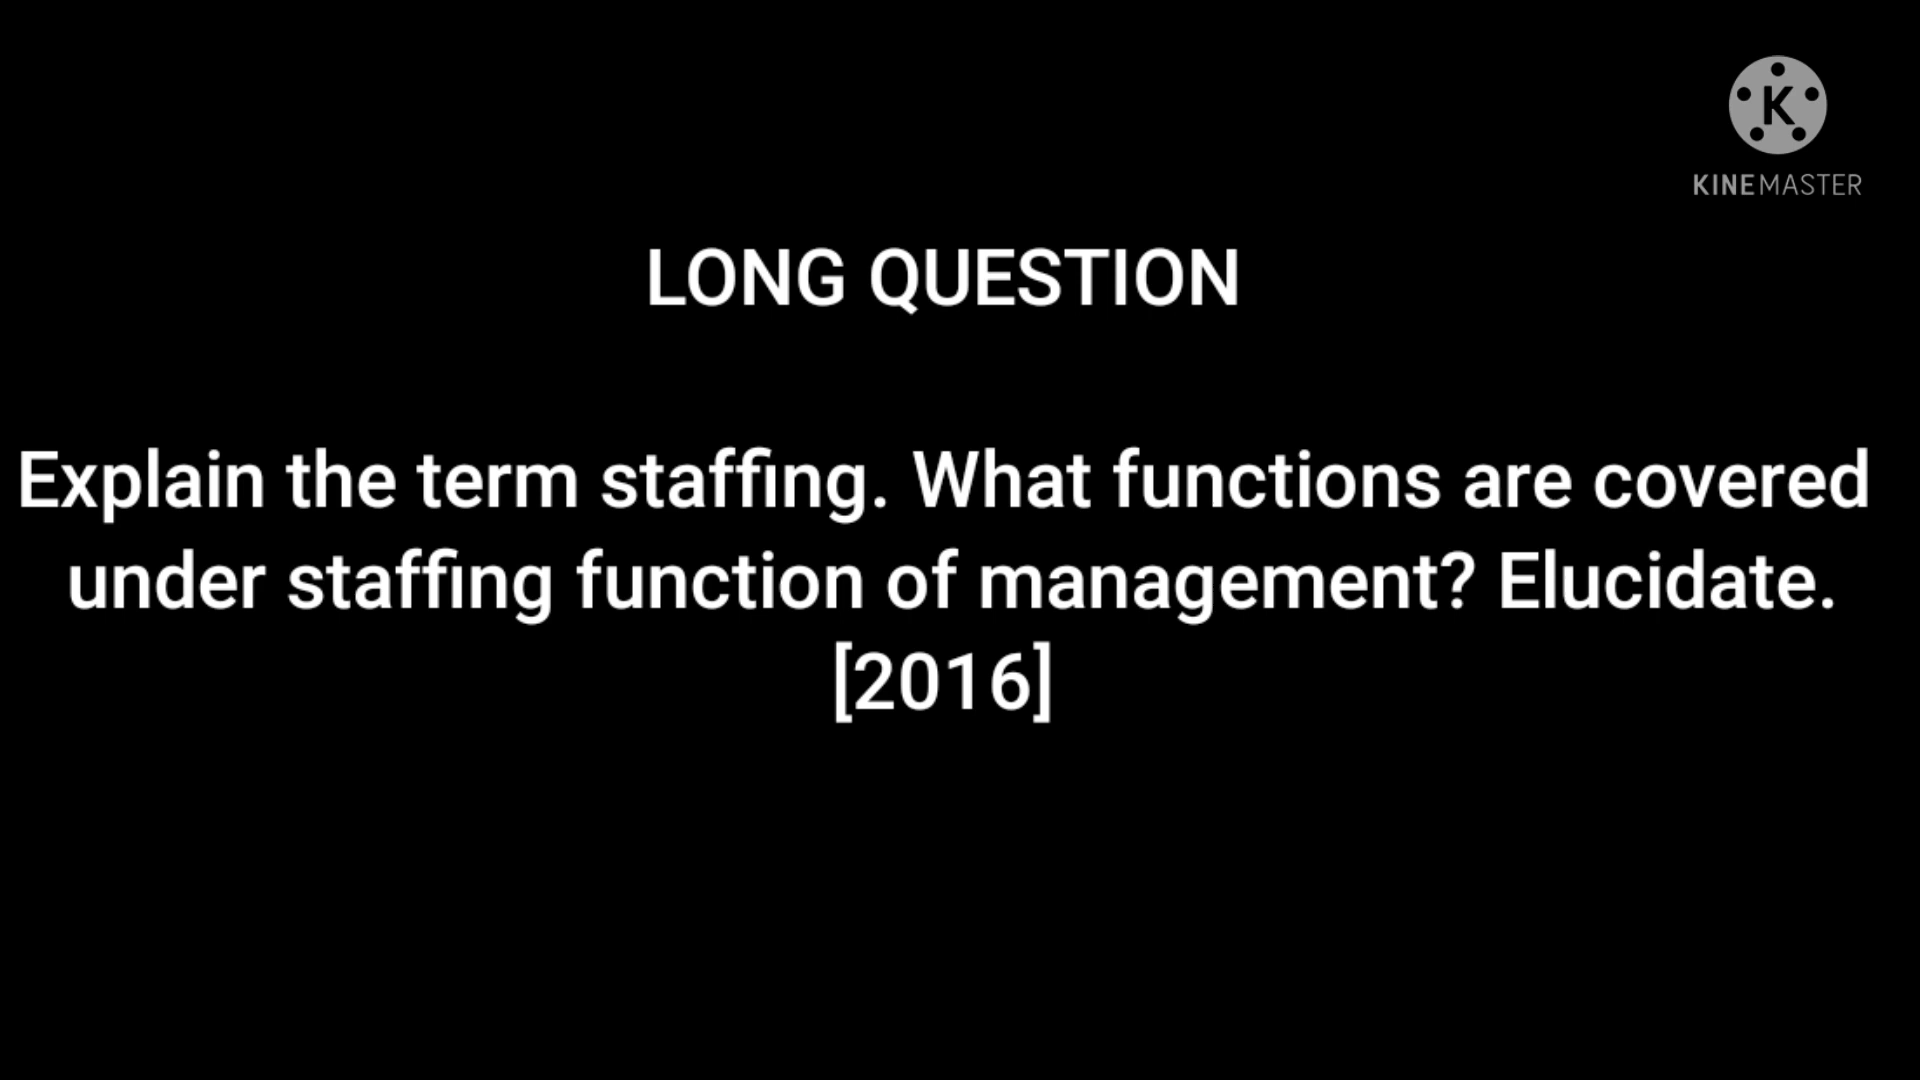 K
KINEMASTER
LONG QUESTION
Explain the term staffing. What functions are covered
under staffing function of management? Elucidate.
[2016]